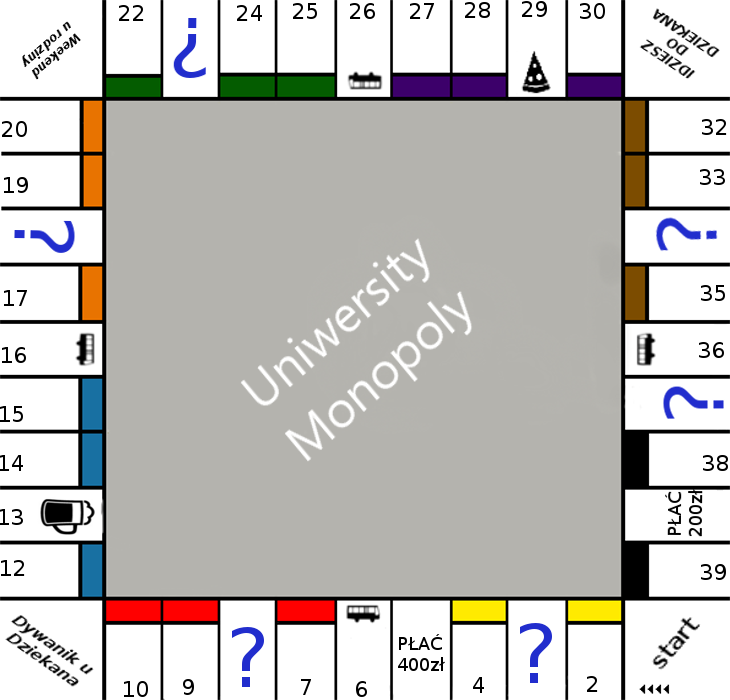 22
?
24
25
26
27
28
29
30
Weekend
u rodziny
IDZIESZ
DO
DZIEKANA
20
19
?
17
16
15
14
13
12
Uniwersity
Monopoly
32
33
?
35
36
?
38
PŁAĆ
200zł
39
Dywanik u
Dziekana
10
9
?
7
6
PŁAĆ
400zł
4
?
2
start